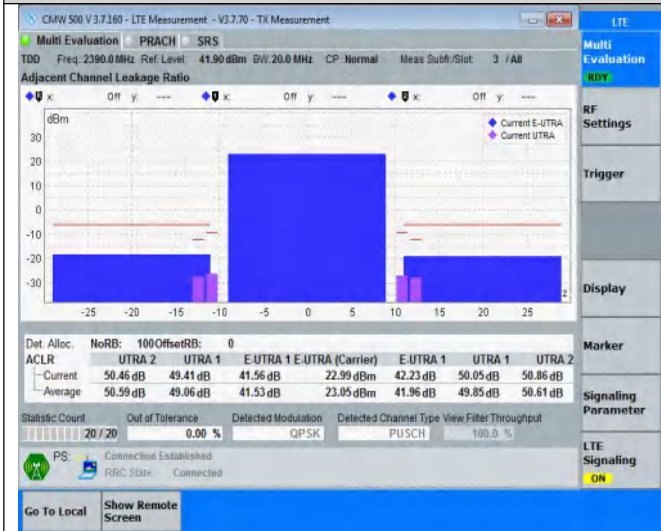 CMW 500 V 3.7.160 - LTE Measurement - V3.7.70 - TX Measurement
LTE
Multi Evaluation PRACH SRS
TDD Freq.: 2390.0 MHz Ref. Level: 41.90 dBm BW: 20.0 MHz CP: Normal Meas Subfr./Slot: 3 / All
Adjacent Channel Leakage Ratio
x: Off y: --- x: Off y: --- x: Off y: ---
dBm
Current E-UTRA
Current UTRA
30
20
10
0
-10
-20
-30
z
-25 -20 -15 -10 -5 0 5 10 15 20 25
Det. Alloc. NoRB: 100 OffsetRB: 0
ACLR UTRA 2 UTRA 1 E-UTRA 1 E-UTRA (Carrier) E-UTRA 1 UTRA 1 UTRA 2
Current 50.46 dB 49.41 dB 41.56 dB 22.99 dBm 42.23 dB 50.05 dB 50.86 dB
Average 50.59 dB 49.06 dB 41.53 dB 23.05 dBm 41.96 dB 49.85 dB 50.61 dB
Statistic Count Out of Tolerance Detected Modulation Detected Channel Type View Filter Throughput
20 / 20 0.00 % QPSK PUSCH 100.0 %
PS: Connection Established
RRC State: Connected
Multi
Evaluation
RDY
RF
Settings
Trigger
Display
Marker
Signaling
Parameter
LTE
Signaling
ON
Go To Local
Show Remote
Screen